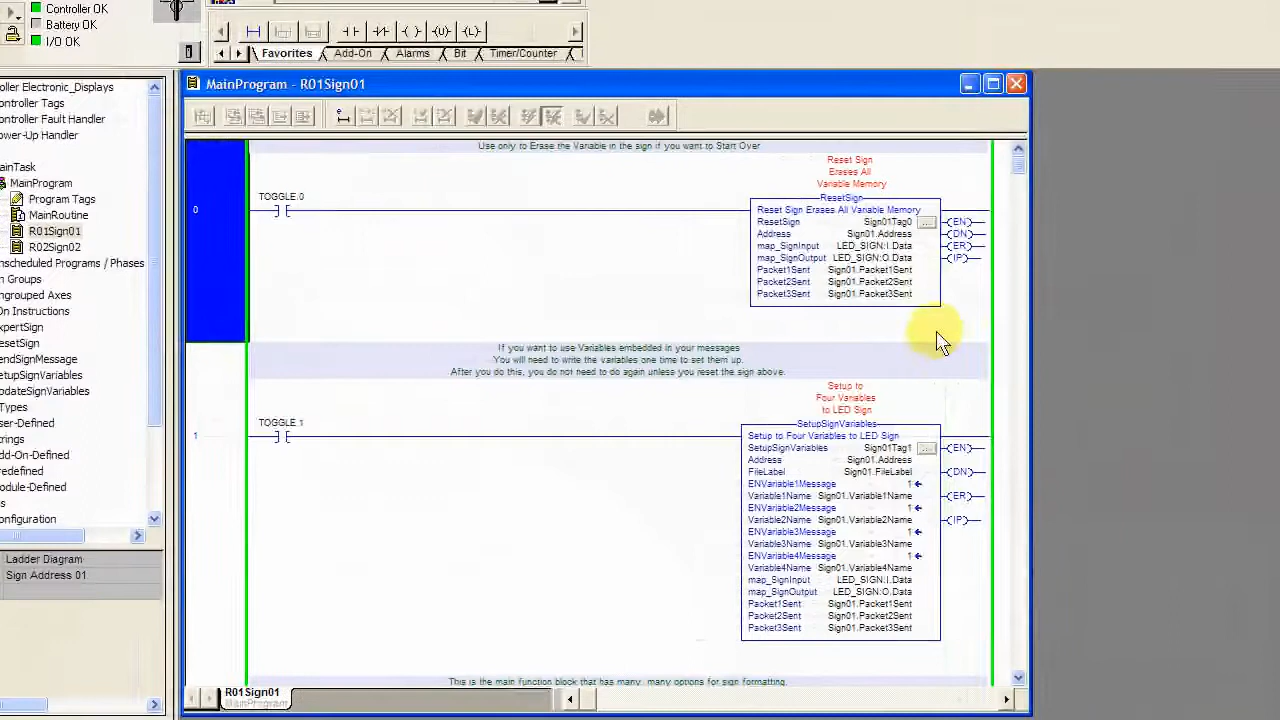 Controller OK
Battery OK
I/O OK
Favorites Add-On Alarms Bit Timer/Counter
MainProgram - R01Sign01
oller Electronic_Displays
ontroller Tags
ontroller Fault Handler
ower-Up Handler
ainTask
MainProgram
Program Tags
MainRoutine
R01Sign01
R02Sign02
nscheduled Programs / Phases
on Groups
ngrouped Axes
On Instructions
xpertSign
esetSign
endSignMessage
etupSignVariables
pdateSignVariables
Types
ser-Defined
rings
dd-On-Defined
redefined
odule-Defined
onfiguration
Ladder Diagram
Sign Address 01
Use only to Erase the Variable in the sign if you want to Start Over
Reset Sign
Erases All
Variable Memory
TOGGLE.0
0
ResetSign
Reset Sign Erases All Variable Memory
ResetSign Sign01Tag0 ... EN
Address Sign01.Address DN
map_SignInput LED_SIGN:I.Data ER
map_SignOutput LED_SIGN:O.Data IP
Packet1Sent Sign01.Packet1Sent
Packet2Sent Sign01.Packet2Sent
Packet3Sent Sign01.Packet3Sent
If you want to use Variables embedded in your messages
You will need to write the variables one time to set them up.
After you do this, you do not need to do again unless you reset the sign above.
Setup to
Four Variables
to LED Sign
TOGGLE.1
1
SetupSignVariables
Setup to Four Variables to LED Sign
SetupSignVariables Sign01Tag1 ... EN
Address Sign01.Address
FileLabel Sign01.FileLabel DN
ENVariable1Message 1
Variable1Name Sign01.Variable1Name ER
ENVariable2Message 1
Variable2Name Sign01.Variable2Name IP
ENVariable3Message 1
Variable3Name Sign01.Variable3Name
ENVariable4Message 1
Variable4Name Sign01.Variable4Name
map_SignInput LED_SIGN:I.Data
map_SignOutput LED_SIGN:O.Data
Packet1Sent Sign01.Packet1Sent
Packet2Sent Sign01.Packet2Sent
Packet3Sent Sign01.Packet3Sent
This is the main function block that has many, many options for sign formatting.
R01Sign01
MainProgram